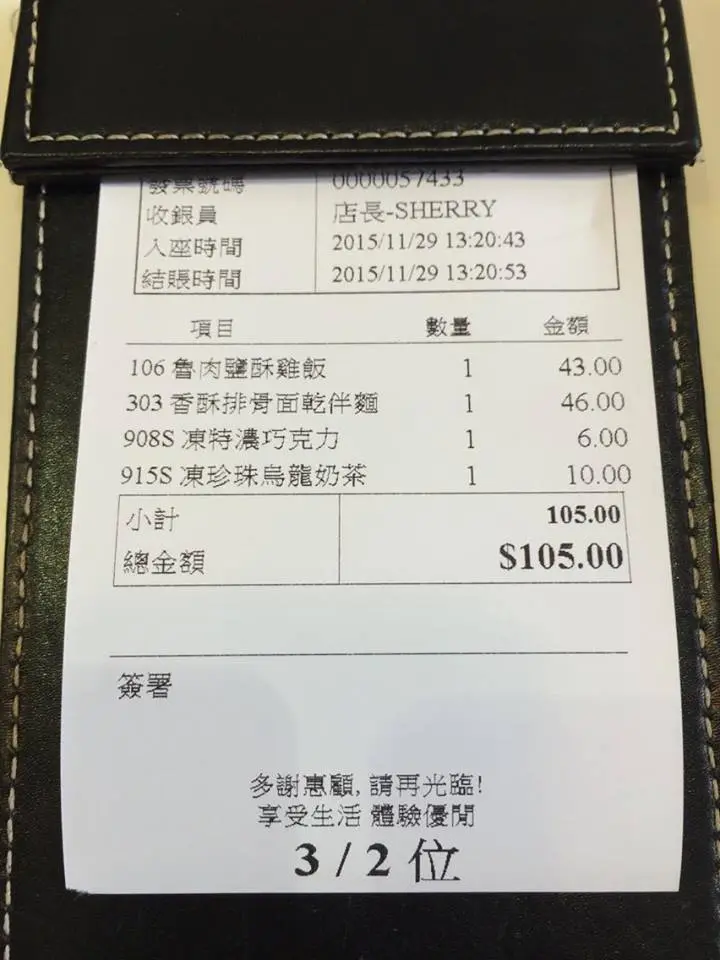 發票號碼 0000057433
收銀員 店長-SHERRY
入座時間 2015/11/29 13:20:43
結賬時間 2015/11/29 13:20:53
項目 數量 金額
106 魯肉鹽酥雞飯 1 43.00
303 香酥排骨面乾伴麵 1 46.00
908S 凍特濃巧克力 1 6.00
915S 凍珍珠烏龍奶茶 1 10.00
小計 105.00
總金額 $105.00
簽署
多謝惠顧, 請再光臨!
享受生活 體驗優閒
3 / 2 位